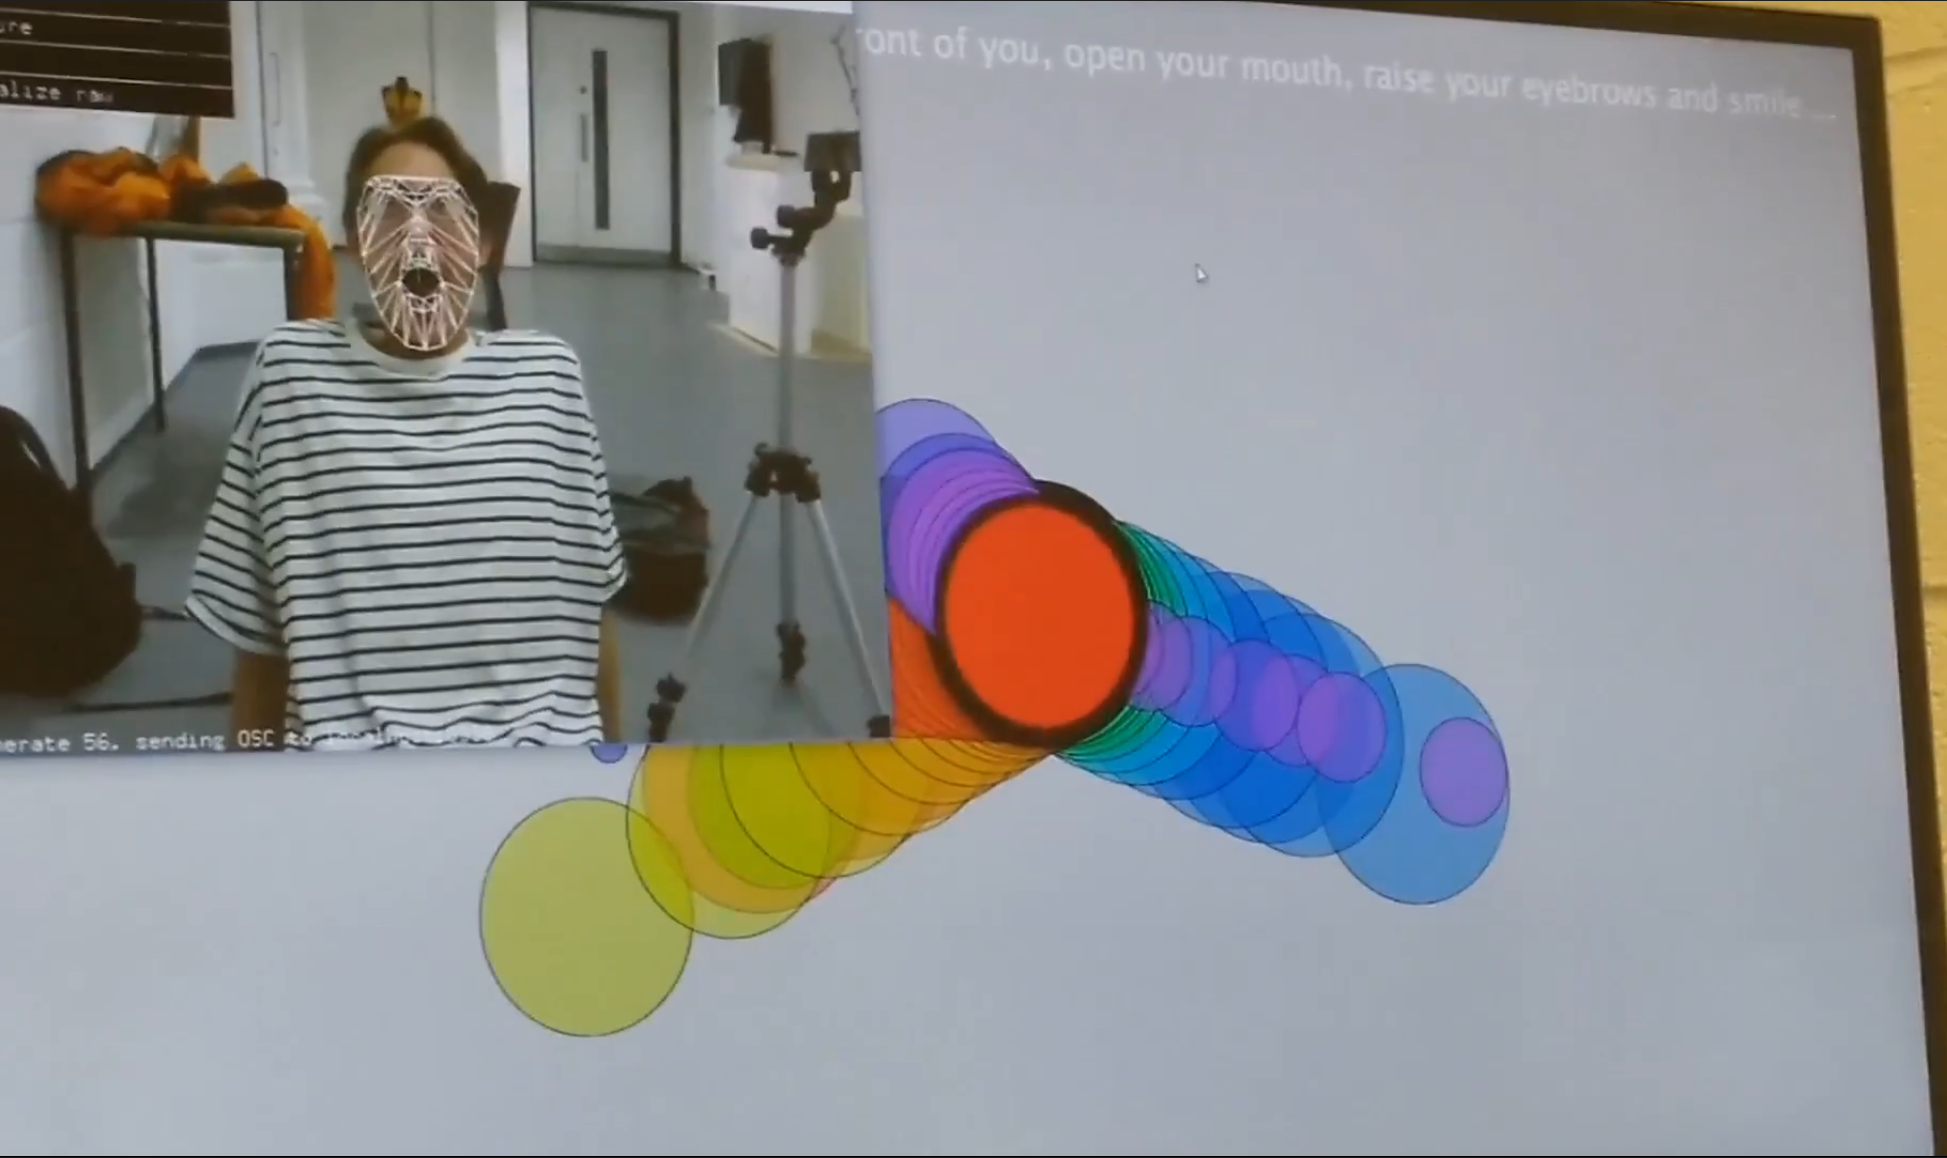 ront of you, open your mouth, raise your eyebrows and smile ...
ure
alize raw
merate 56. sending OSC to